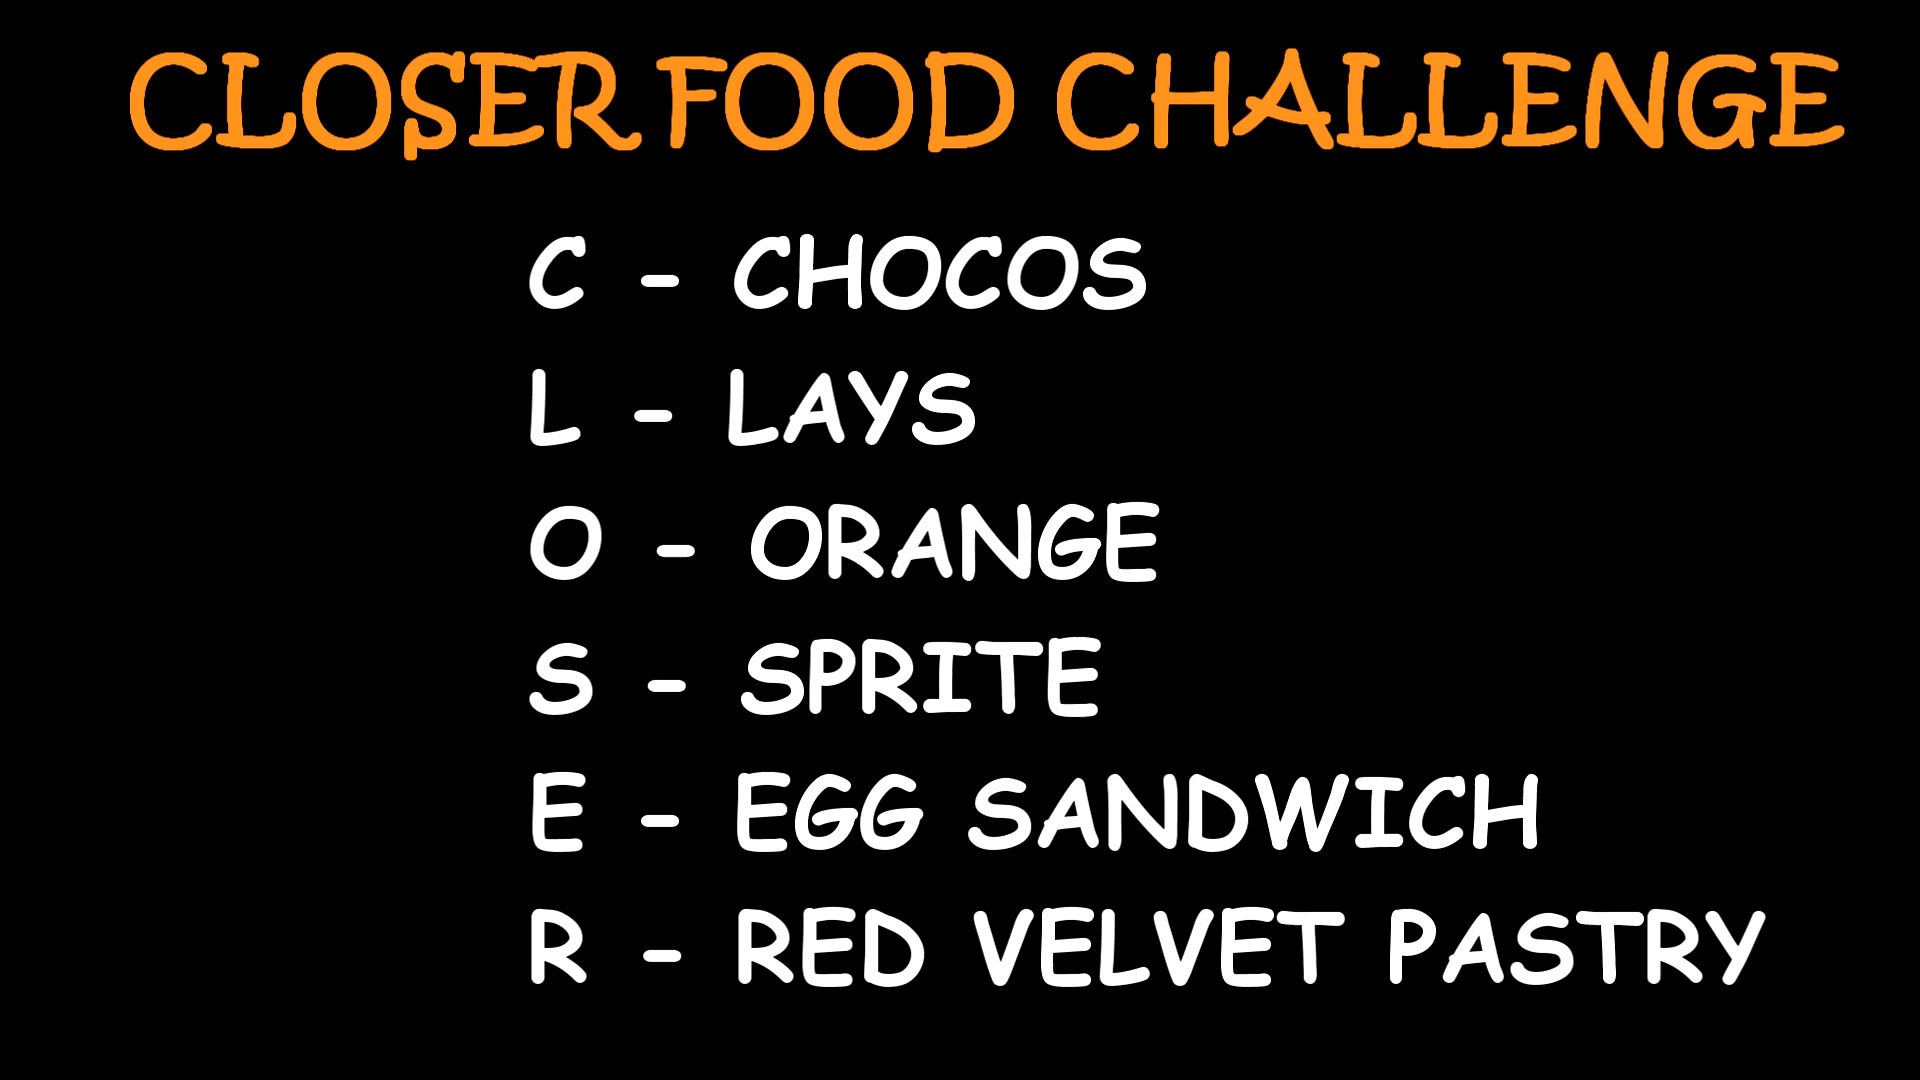 CLOSER FOOD CHALLENGE
C - CHOCOS
L - LAYS
O - ORANGE
S - SPRITE
E - EGG SANDWICH
R - RED VELVET PASTRY